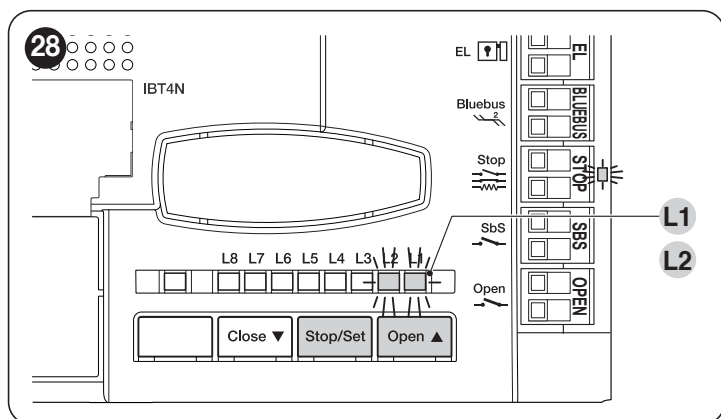 28
IBT4N
EL
EL
Bluebus
2
BLUEBUS
Stop
STOP
L1
SbS
SBS
L2
L8 L7 L6 L5 L4 L3 L2 L1
Open
OPEN
Close ▼ Stop/Set Open ▲